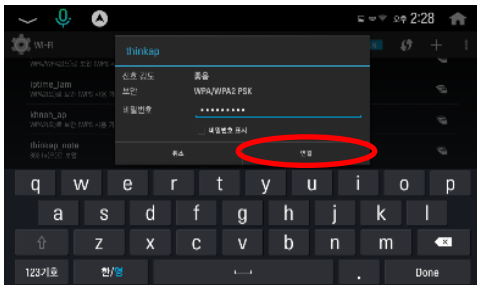 오후 2:28
Wi-Fi
thinkap
신호 강도 좋음
보안 WPA/WPA2 PSK
비밀번호 •••••••••
비밀번호 표시
취소 연결
iptime_jam
khnah_ap
thinkap_note
q w e r t y u i o p
a s d f g h j k l
z x c v b n m
123기호 한/영 . Done